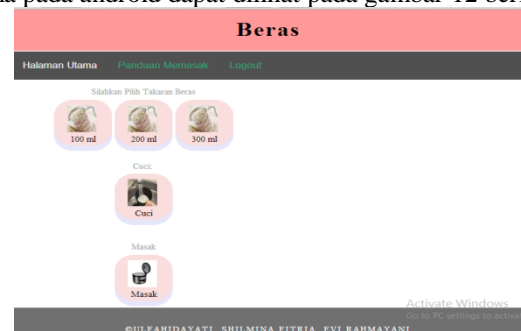 pada android dapat dilihat pada gambar 12
Beras
Halaman Utama Panduan Memasak Logout
Silahkan Pilih Takaran Beras
100 ml 200 ml 300 ml
Cuci:
Cuci
Masak
Masak
Activate Windows
Go to PC settings to activa
©ULFAHIDAYATI, SHILMINA FITRIA, EVI RAHMAYANI